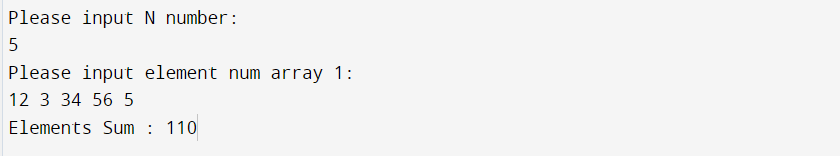 Please input N number:
5
Please input element num array 1:
12 3 34 56 5
Elements Sum : 110